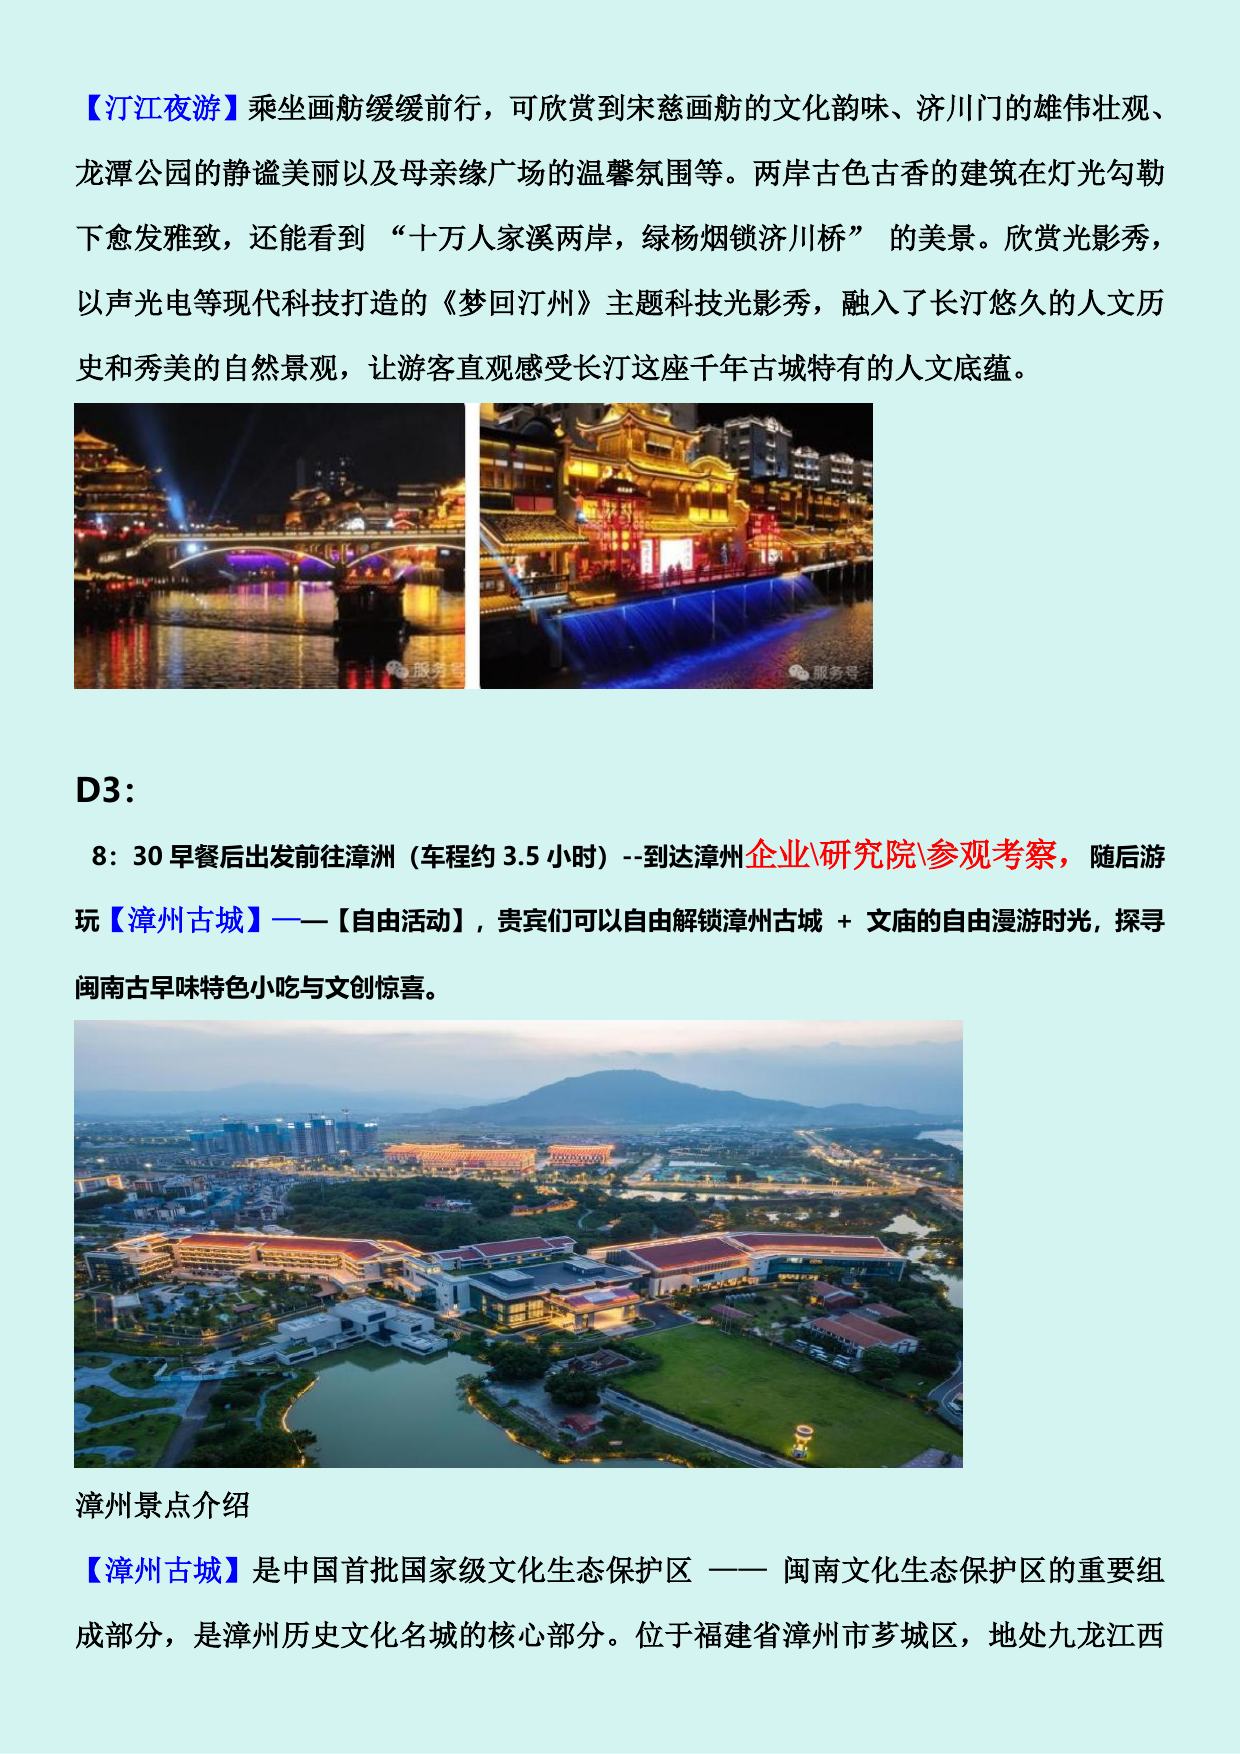 【汀江夜游】乘坐画舫缓缓前行，可欣赏到宋慈画舫的文化韵味、济川门的雄伟壮观、
龙潭公园的静谧美丽以及母亲缘广场的温馨氛围等。两岸古色古香的建筑在灯光勾勒
下愈发雅致，还能看到 “十万人家溪两岸，绿杨烟锁济川桥” 的美景。欣赏光影秀，
以声光电等现代科技打造的《梦回汀州》主题科技光影秀，融入了长汀悠久的人文历
史和秀美的自然景观，让游客直观感受长汀这座千年古城特有的人文底蕴。
服务号
服务号
D3：
8：30 早餐后出发前往漳洲（车程约 3.5 小时）--到达漳州企业\研究院\参观考察，随后游
玩【漳州古城】——【自由活动】，贵宾们可以自由解锁漳州古城 + 文庙的自由漫游时光，探寻
闽南古早味特色小吃与文创惊喜。
漳州景点介绍
【漳州古城】是中国首批国家级文化生态保护区 —— 闽南文化生态保护区的重要组
成部分，是漳州历史文化名城的核心部分。位于福建省漳州市芗城区，地处九龙江西